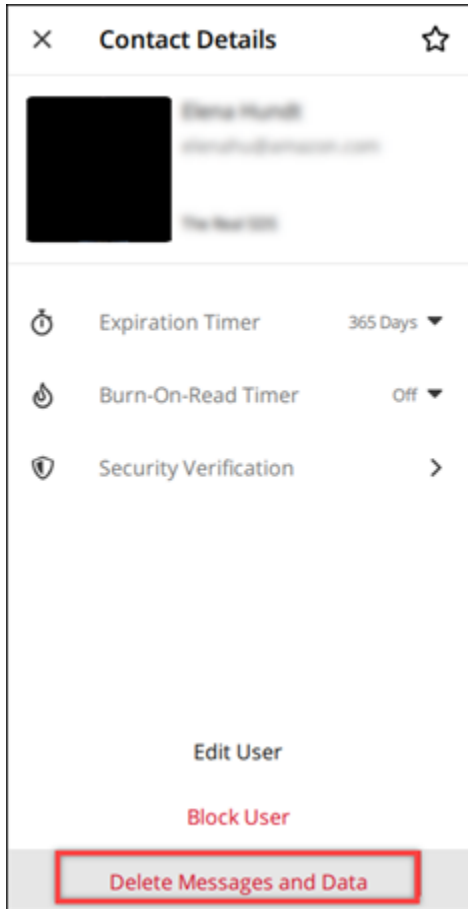 Contact Details
Expiration Timer 365 Days
Burn-On-Read Timer Off
Security Verification
Edit User
Block User
Delete Messages and Data